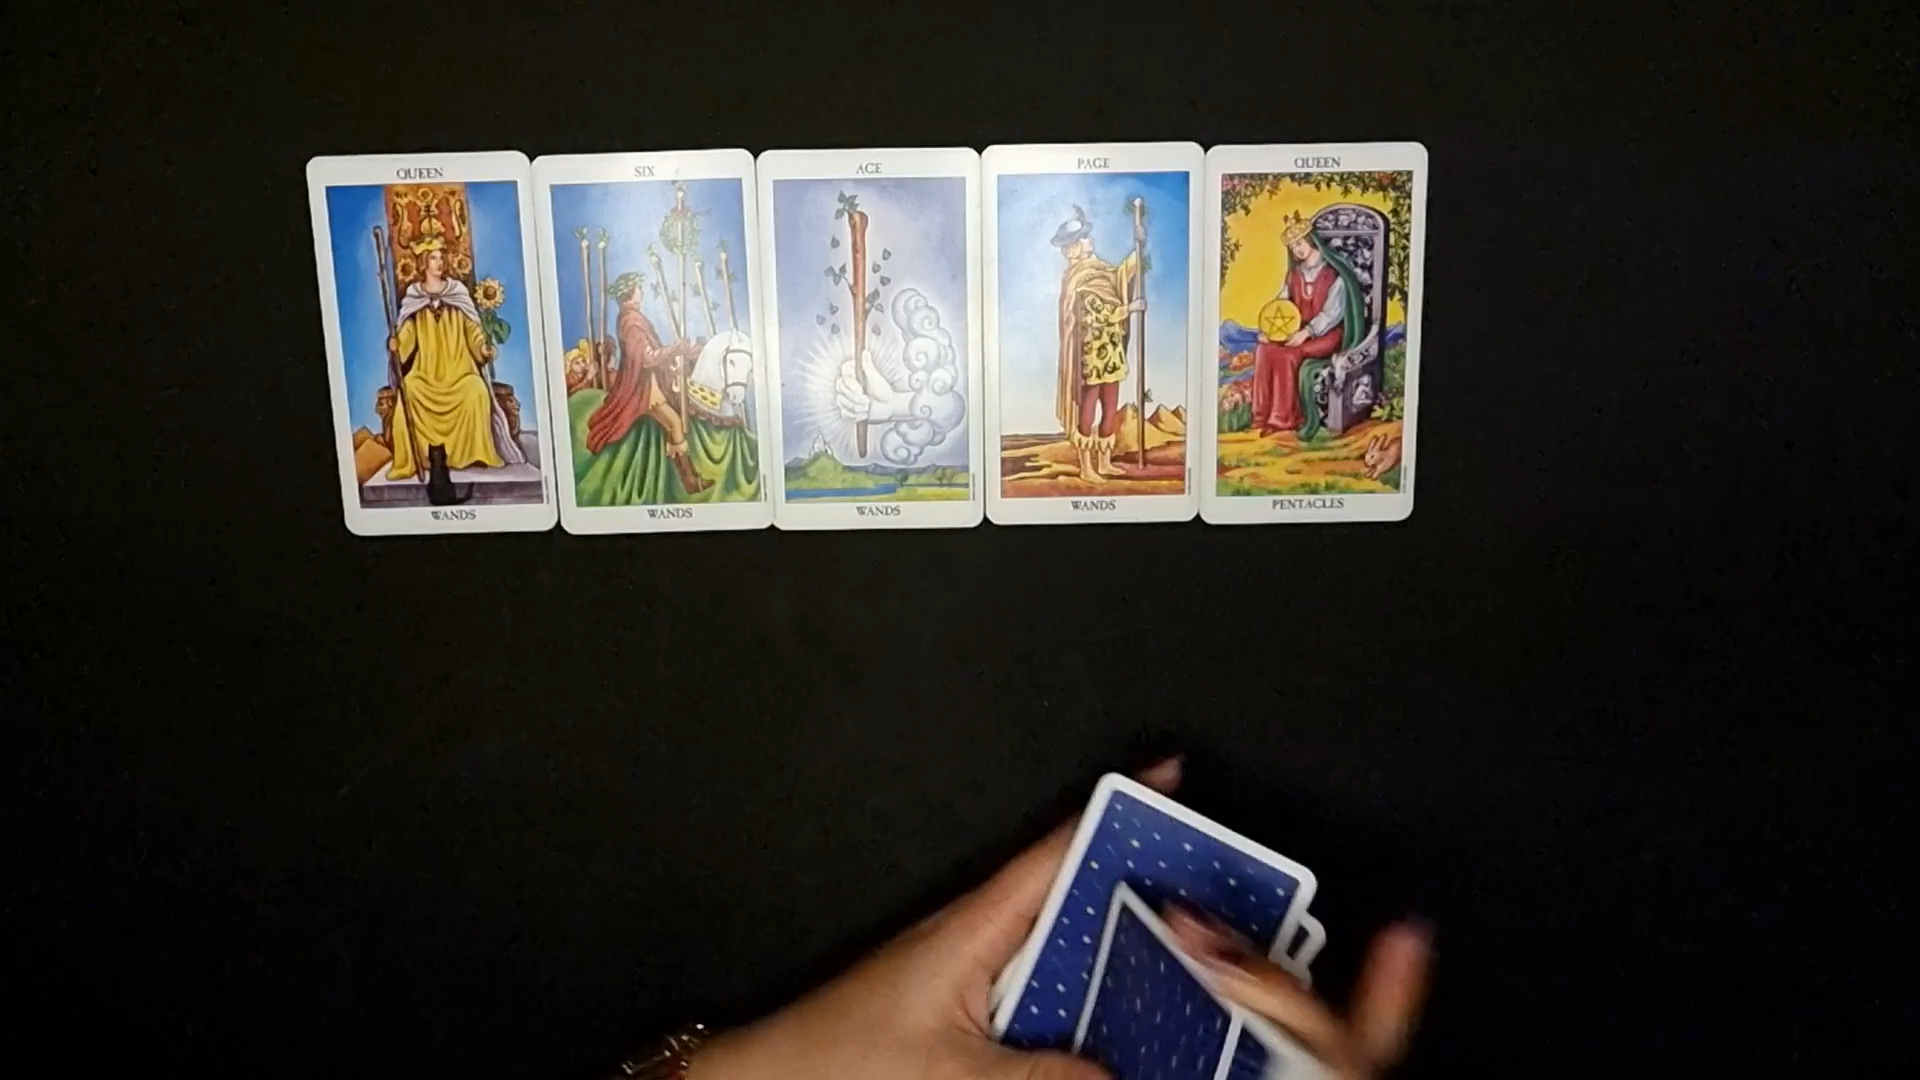 QUEEN
WANDS
SIX
WANDS
ACE
WANDS
PAGE
WANDS
QUEEN
PENTACLES